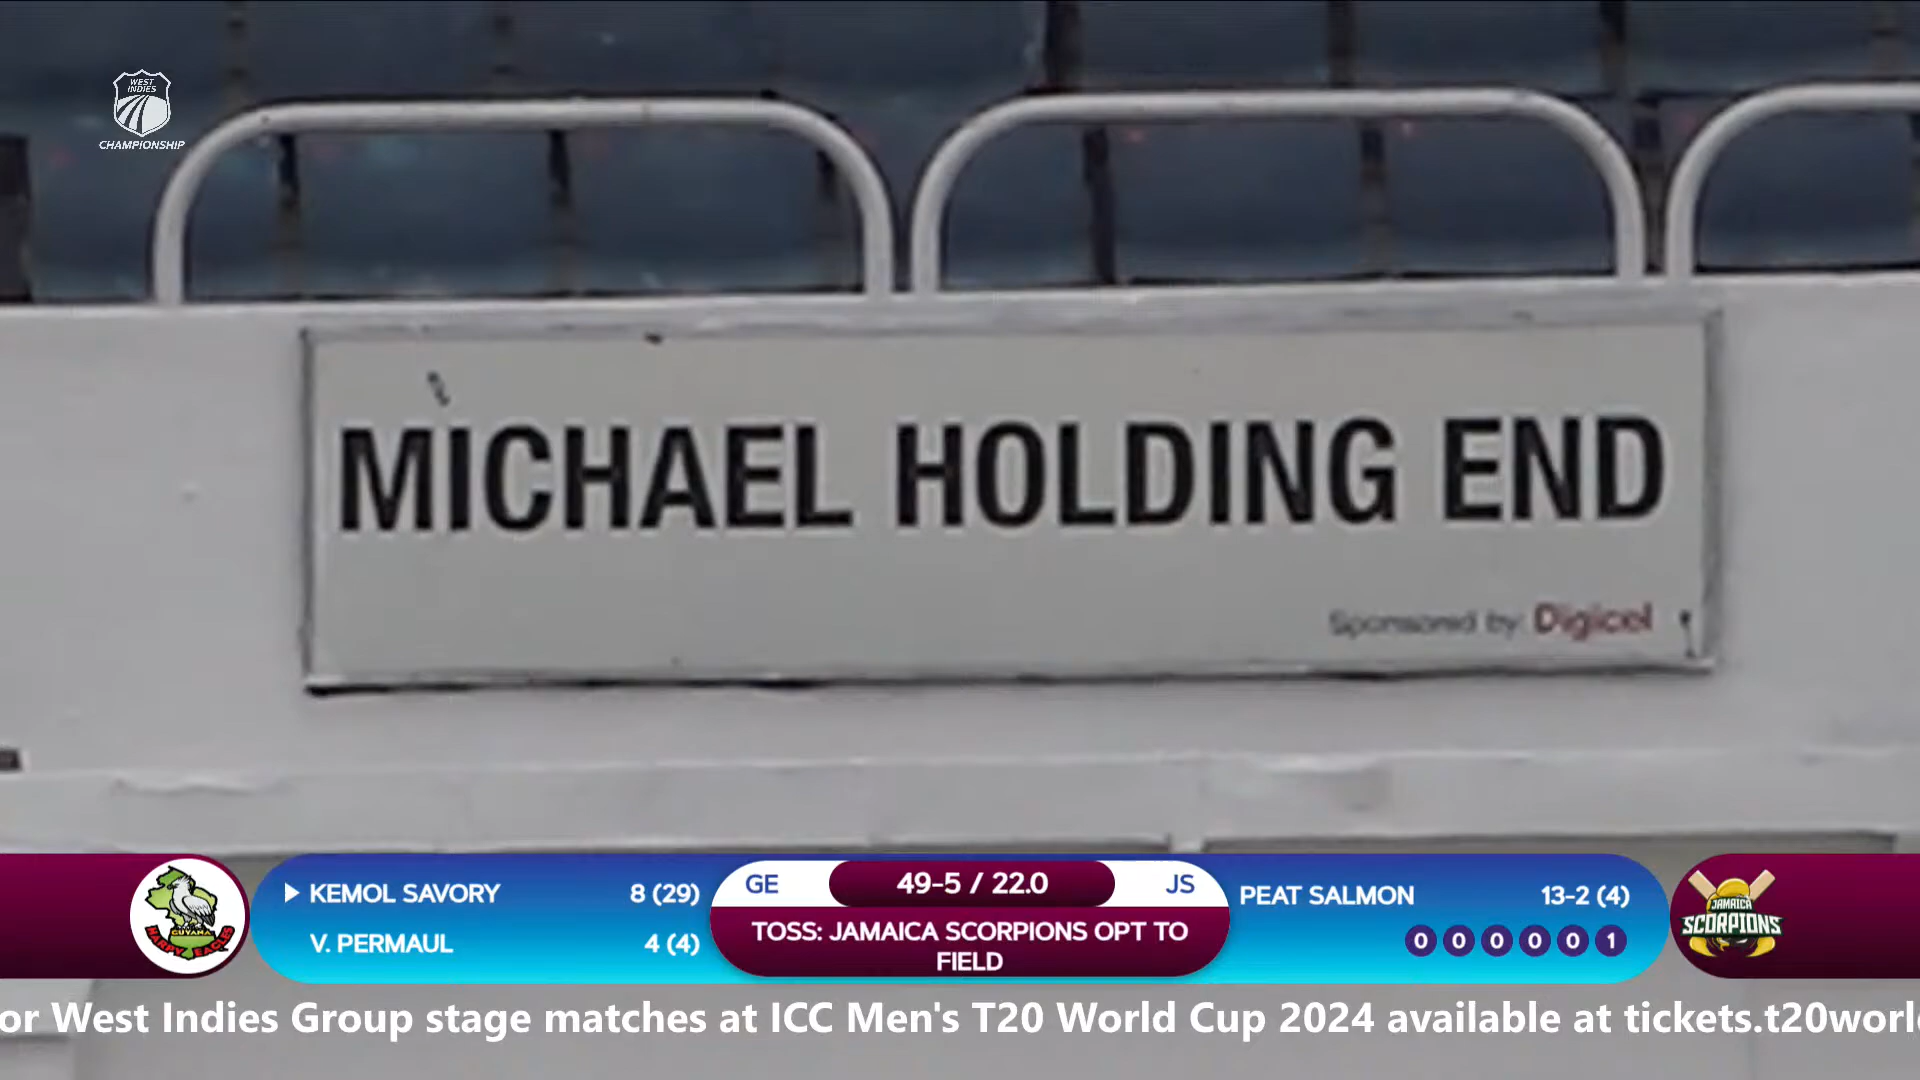 WEST
INDIES
CHAMPIONSHIP
MICHAEL HOLDING END
Sponsored by: Digicel
GUYANA
HARPY EAGLES
KEMOL SAVORY 8 (29)
V. PERMAUL 4 (4)
GE 49-5 / 22.0 JS
TOSS: JAMAICA SCORPIONS OPT TO
FIELD
PEAT SALMON 13-2 (4)
0 0 0 0 0 1
JAMAICA
SCORPIONS
or West Indies Group stage matches at ICC Men's T20 World Cup 2024 available at tickets.t20worl